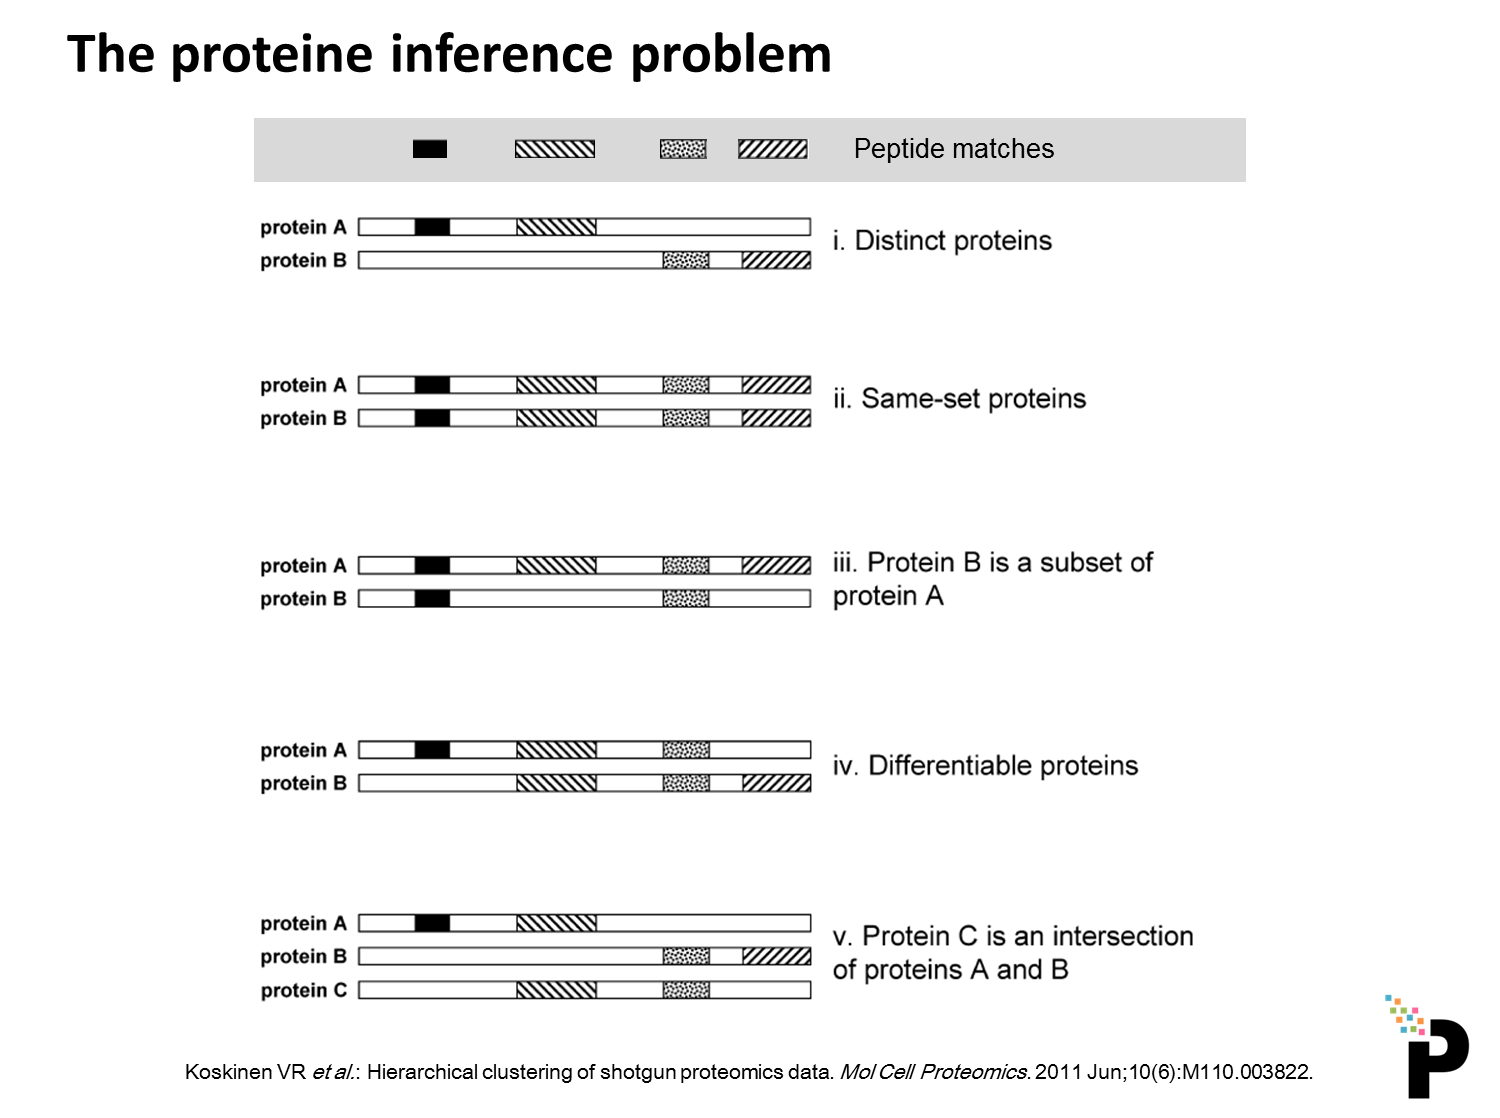 The proteine inference problem
Peptide matches
protein A
protein B
i. Distinct proteins
protein A
protein B
ii. Same-set proteins
protein A
protein B
iii. Protein B is a subset of
protein A
protein A
protein B
iv. Differentiable proteins
protein A
protein B
protein C
v. Protein C is an intersection
of proteins A and B
Koskinen VR et al.: Hierarchical clustering of shotgun proteomics data. Mol Cell Proteomics. 2011 Jun;10(6):M110.003822.
P